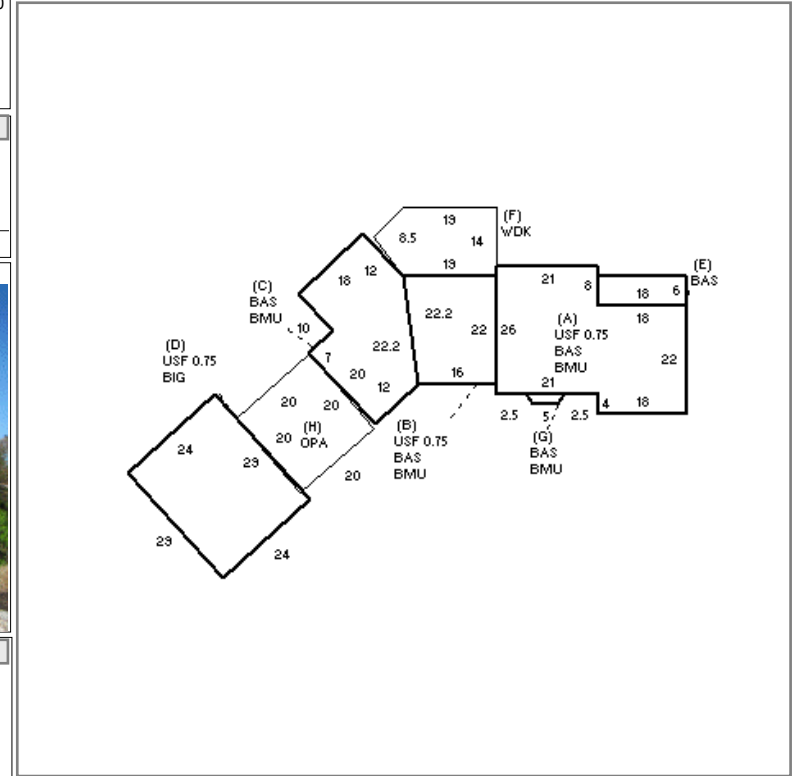 19
(F)
WDK
8.5
14
12
19
(E)
BAS
21
8
18
(C)
BAS
BMU
18
6
22.2
(A)
USF 0.75
BAS
BMU
18
10
22
26
(D)
USF 0.75
BIG
22.2
7
22
20
16
21
12
20
20
4
18
2.5
5
2.5
(H)
OPA
20
(B)
USF 0.75
BAS
BMU
(G)
BAS
BMU
24
29
20
29
24